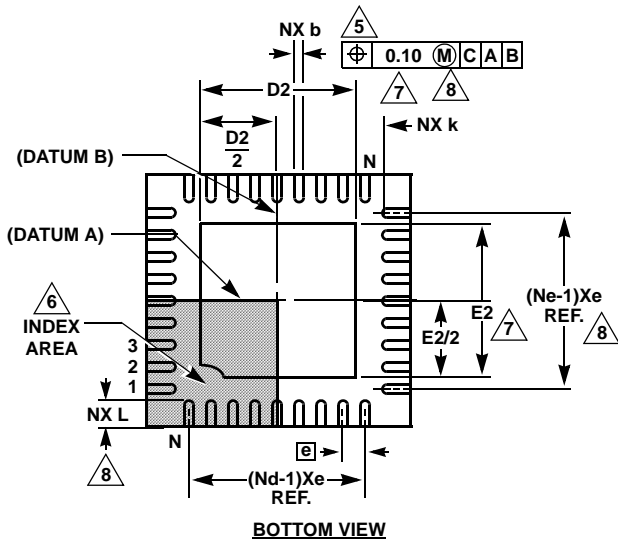 NX b
5
⌖ 0.10 Ⓜ C A B
7
8
D2
D2
2
NX k
(DATUM B)
N
(DATUM A)
6
INDEX
AREA
3
2
1
NX L
8
N
E2/2
E2
7
(Ne-1)Xe
REF.
8
e
(Nd-1)Xe
REF.
BOTTOM VIEW